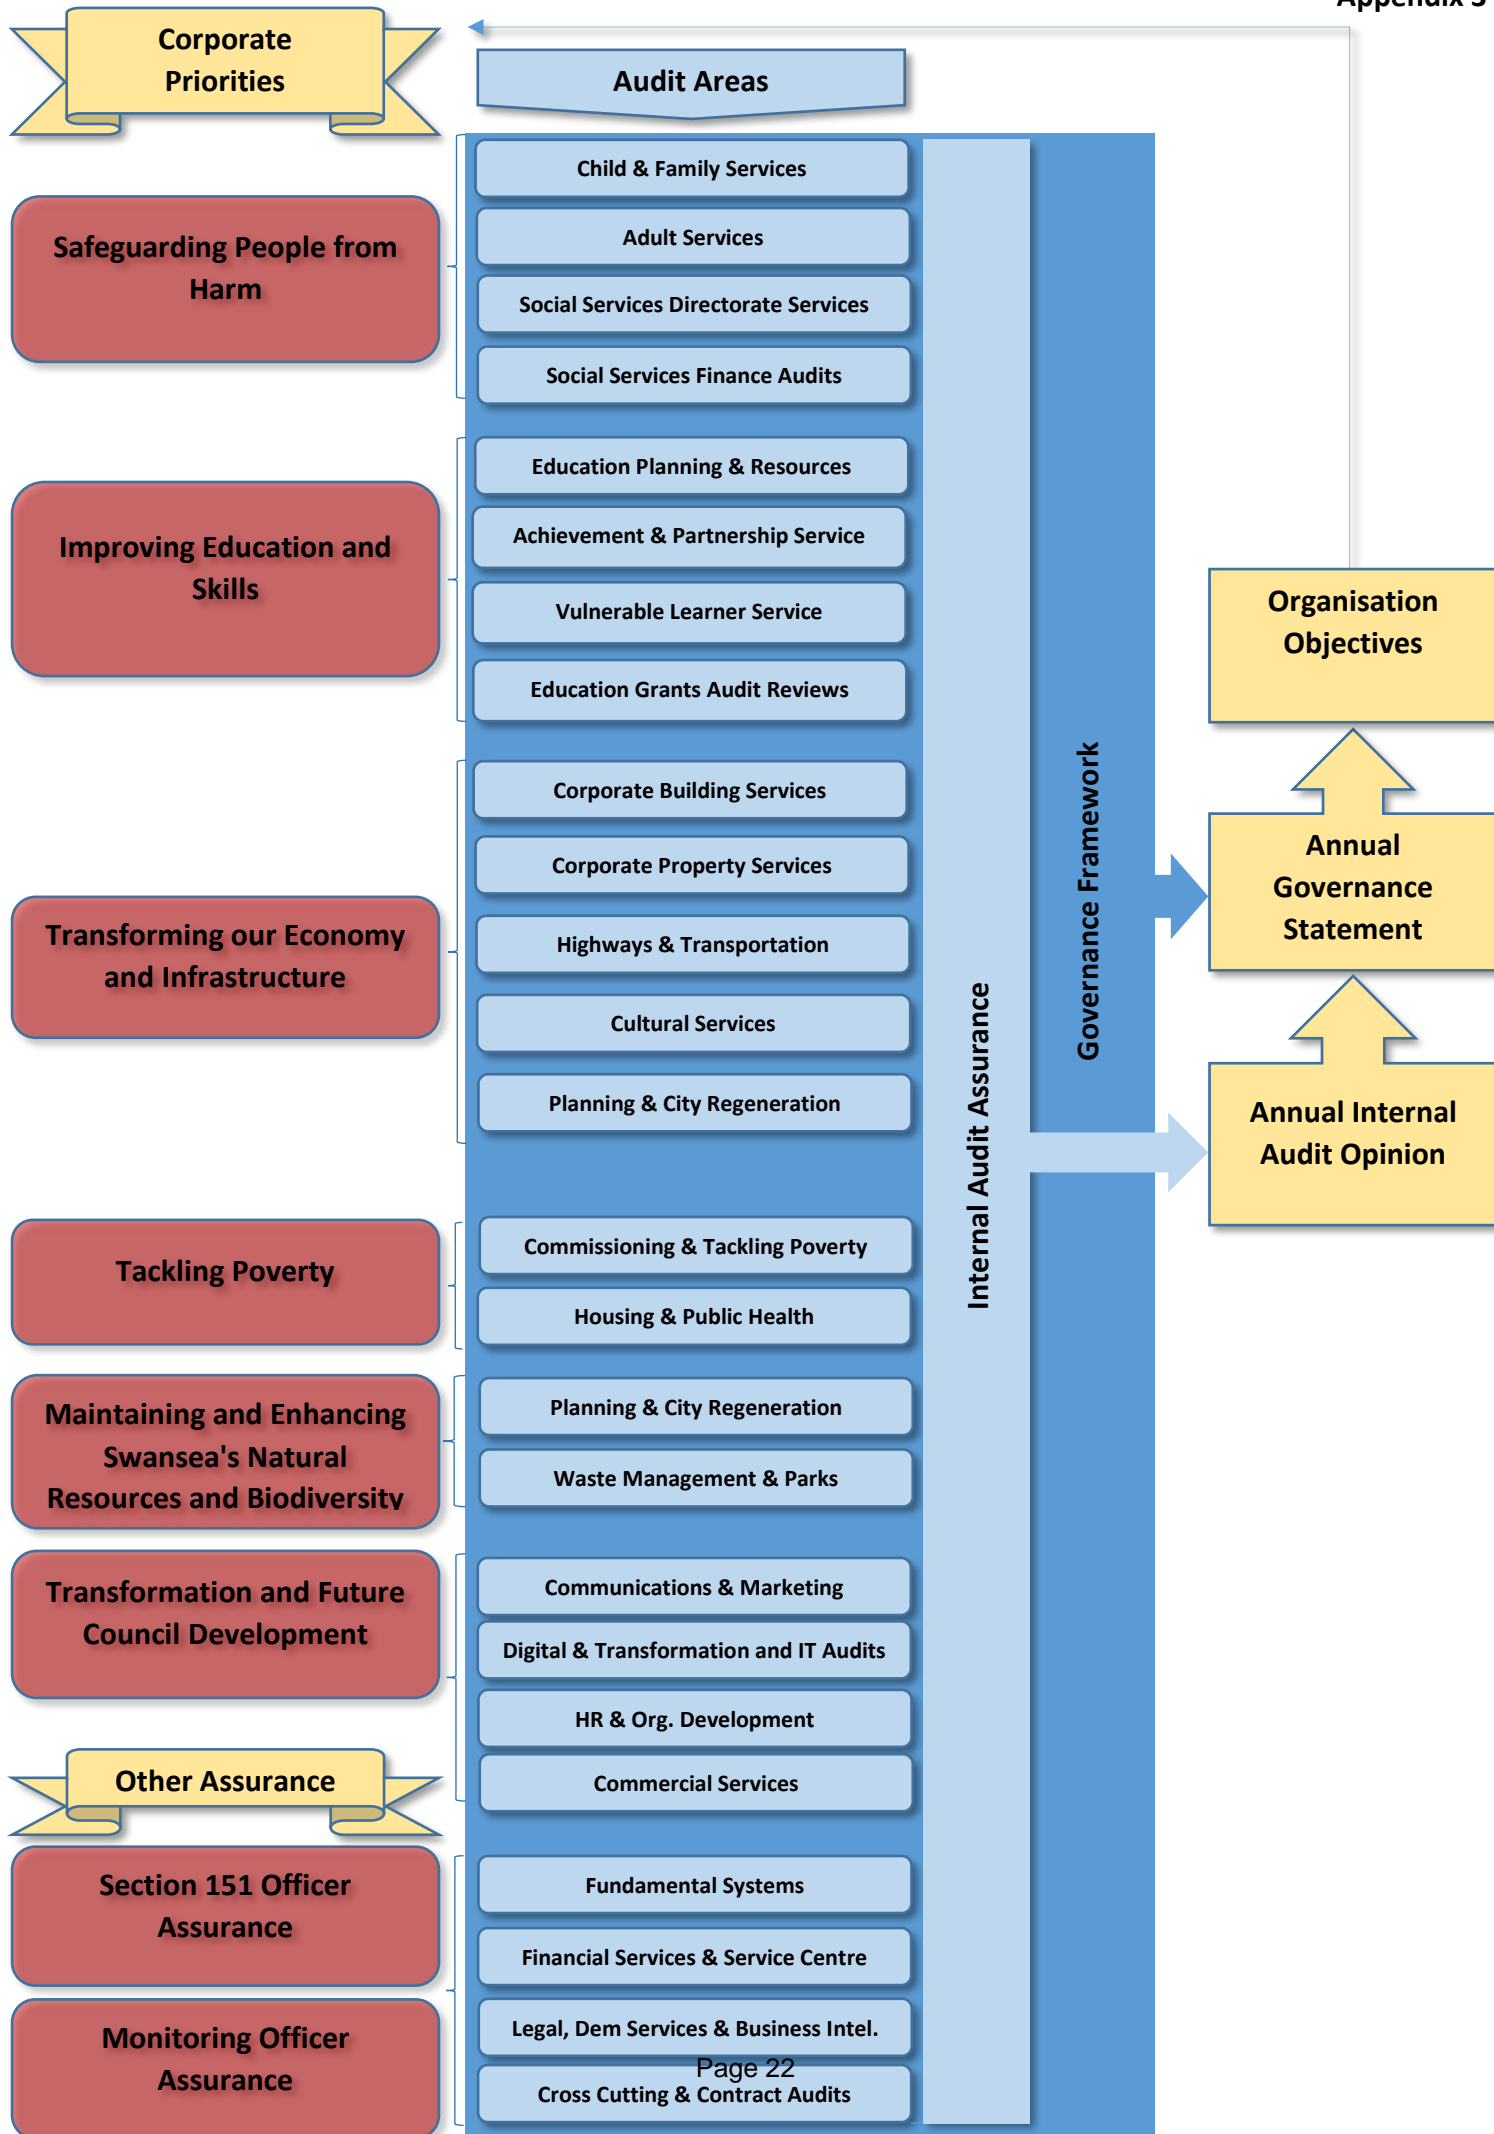 Appendix 3
Corporate
Priorities
Audit Areas
Safeguarding People from
Harm
Child & Family Services
Adult Services
Social Services Directorate Services
Social Services Finance Audits
Improving Education and
Skills
Education Planning & Resources
Achievement & Partnership Service
Vulnerable Learner Service
Education Grants Audit Reviews
Transforming our Economy
and Infrastructure
Corporate Building Services
Corporate Property Services
Highways & Transportation
Cultural Services
Planning & City Regeneration
Tackling Poverty
Commissioning & Tackling Poverty
Housing & Public Health
Maintaining and Enhancing
Swansea's Natural
Resources and Biodiversity
Planning & City Regeneration
Waste Management & Parks
Transformation and Future
Council Development
Communications & Marketing
Digital & Transformation and IT Audits
HR & Org. Development
Commercial Services
Other Assurance
Section 151 Officer
Assurance
Monitoring Officer
Assurance
Fundamental Systems
Financial Services & Service Centre
Legal, Dem Services & Business Intel.
Cross Cutting & Contract Audits
Internal Audit Assurance
Governance Framework
Organisation
Objectives
Annual
Governance
Statement
Annual Internal
Audit Opinion
Page 22